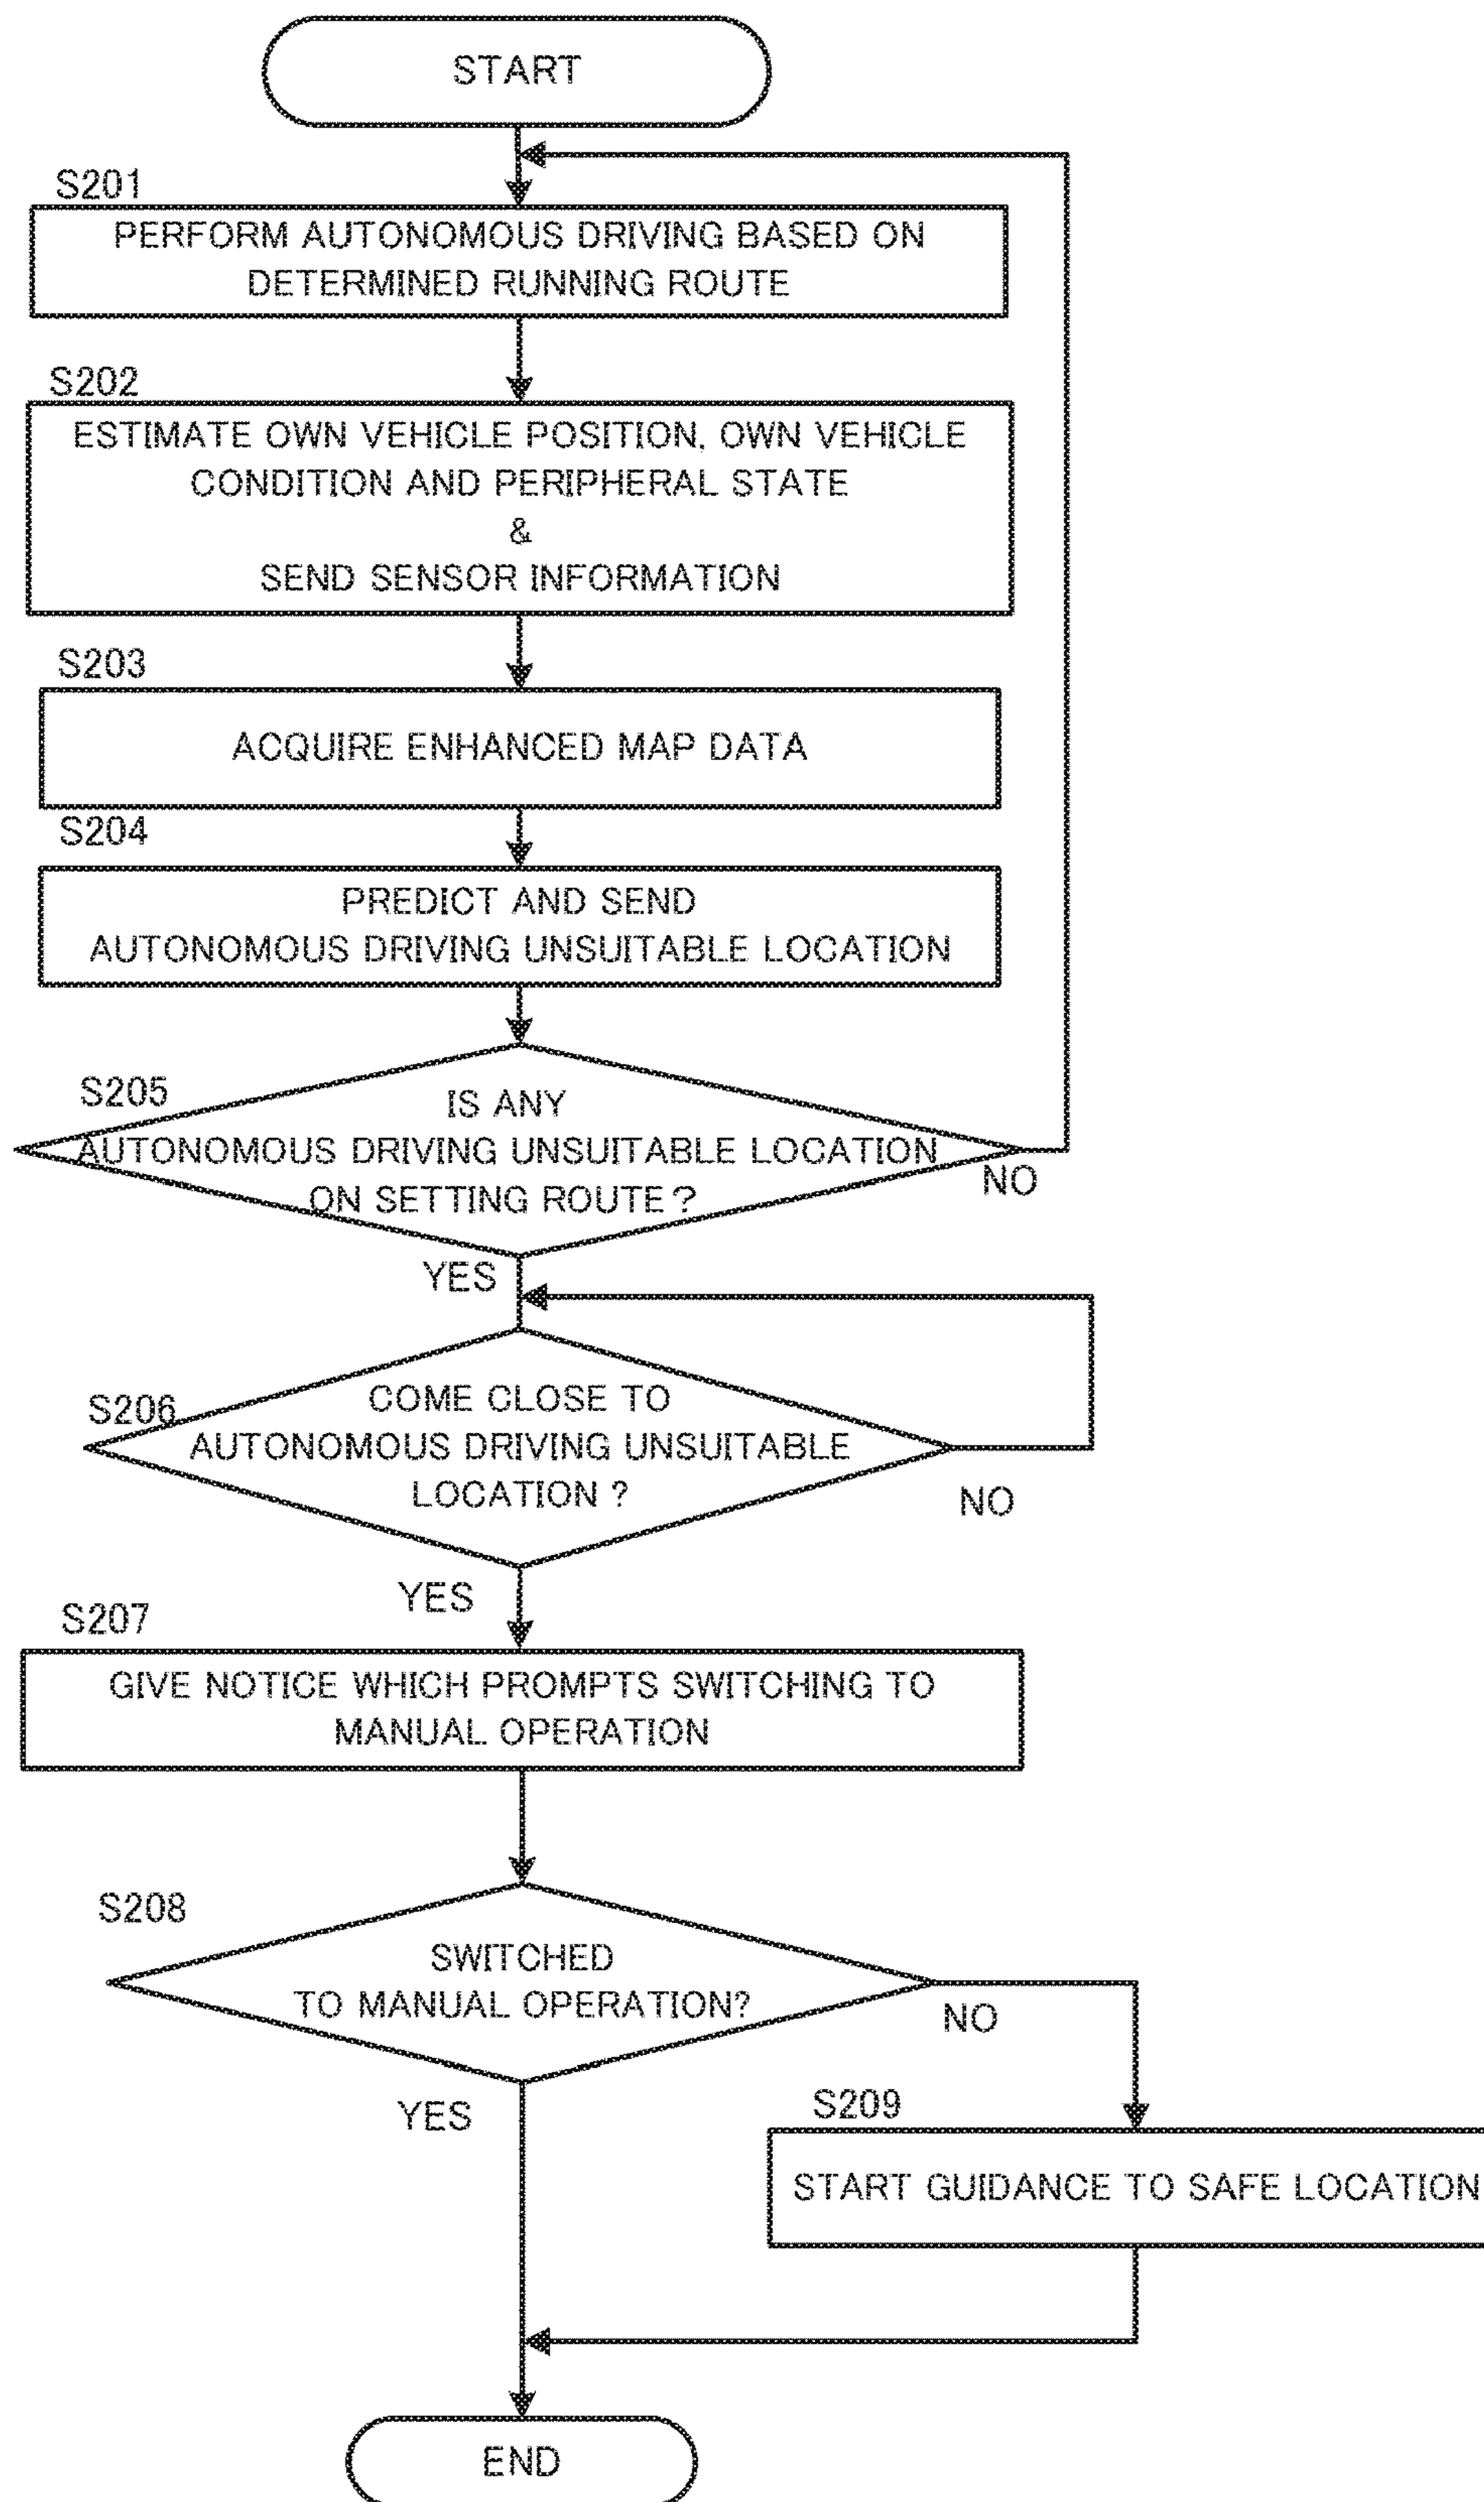 START
S201
PERFORM AUTONOMOUS DRIVING BASED ON
DETERMINED RUNNING ROUTE
S202
ESTIMATE OWN VEHICLE POSITION, OWN VEHICLE
CONDITION AND PERIPHERAL STATE
&
SEND SENSOR INFORMATION
S203
ACQUIRE ENHANCED MAP DATA
S204
PREDICT AND SEND
AUTONOMOUS DRIVING UNSUITABLE LOCATION
S205
IS ANY
AUTONOMOUS DRIVING UNSUITABLE LOCATION
ON SETTING ROUTE ?
NO
YES
S206
COME CLOSE TO
AUTONOMOUS DRIVING UNSUITABLE
LOCATION ?
NO
YES
S207
GIVE NOTICE WHICH PROMPTS SWITCHING TO
MANUAL OPERATION
S208
SWITCHED
TO MANUAL OPERATION?
NO
YES
S209
START GUIDANCE TO SAFE LOCATION
END